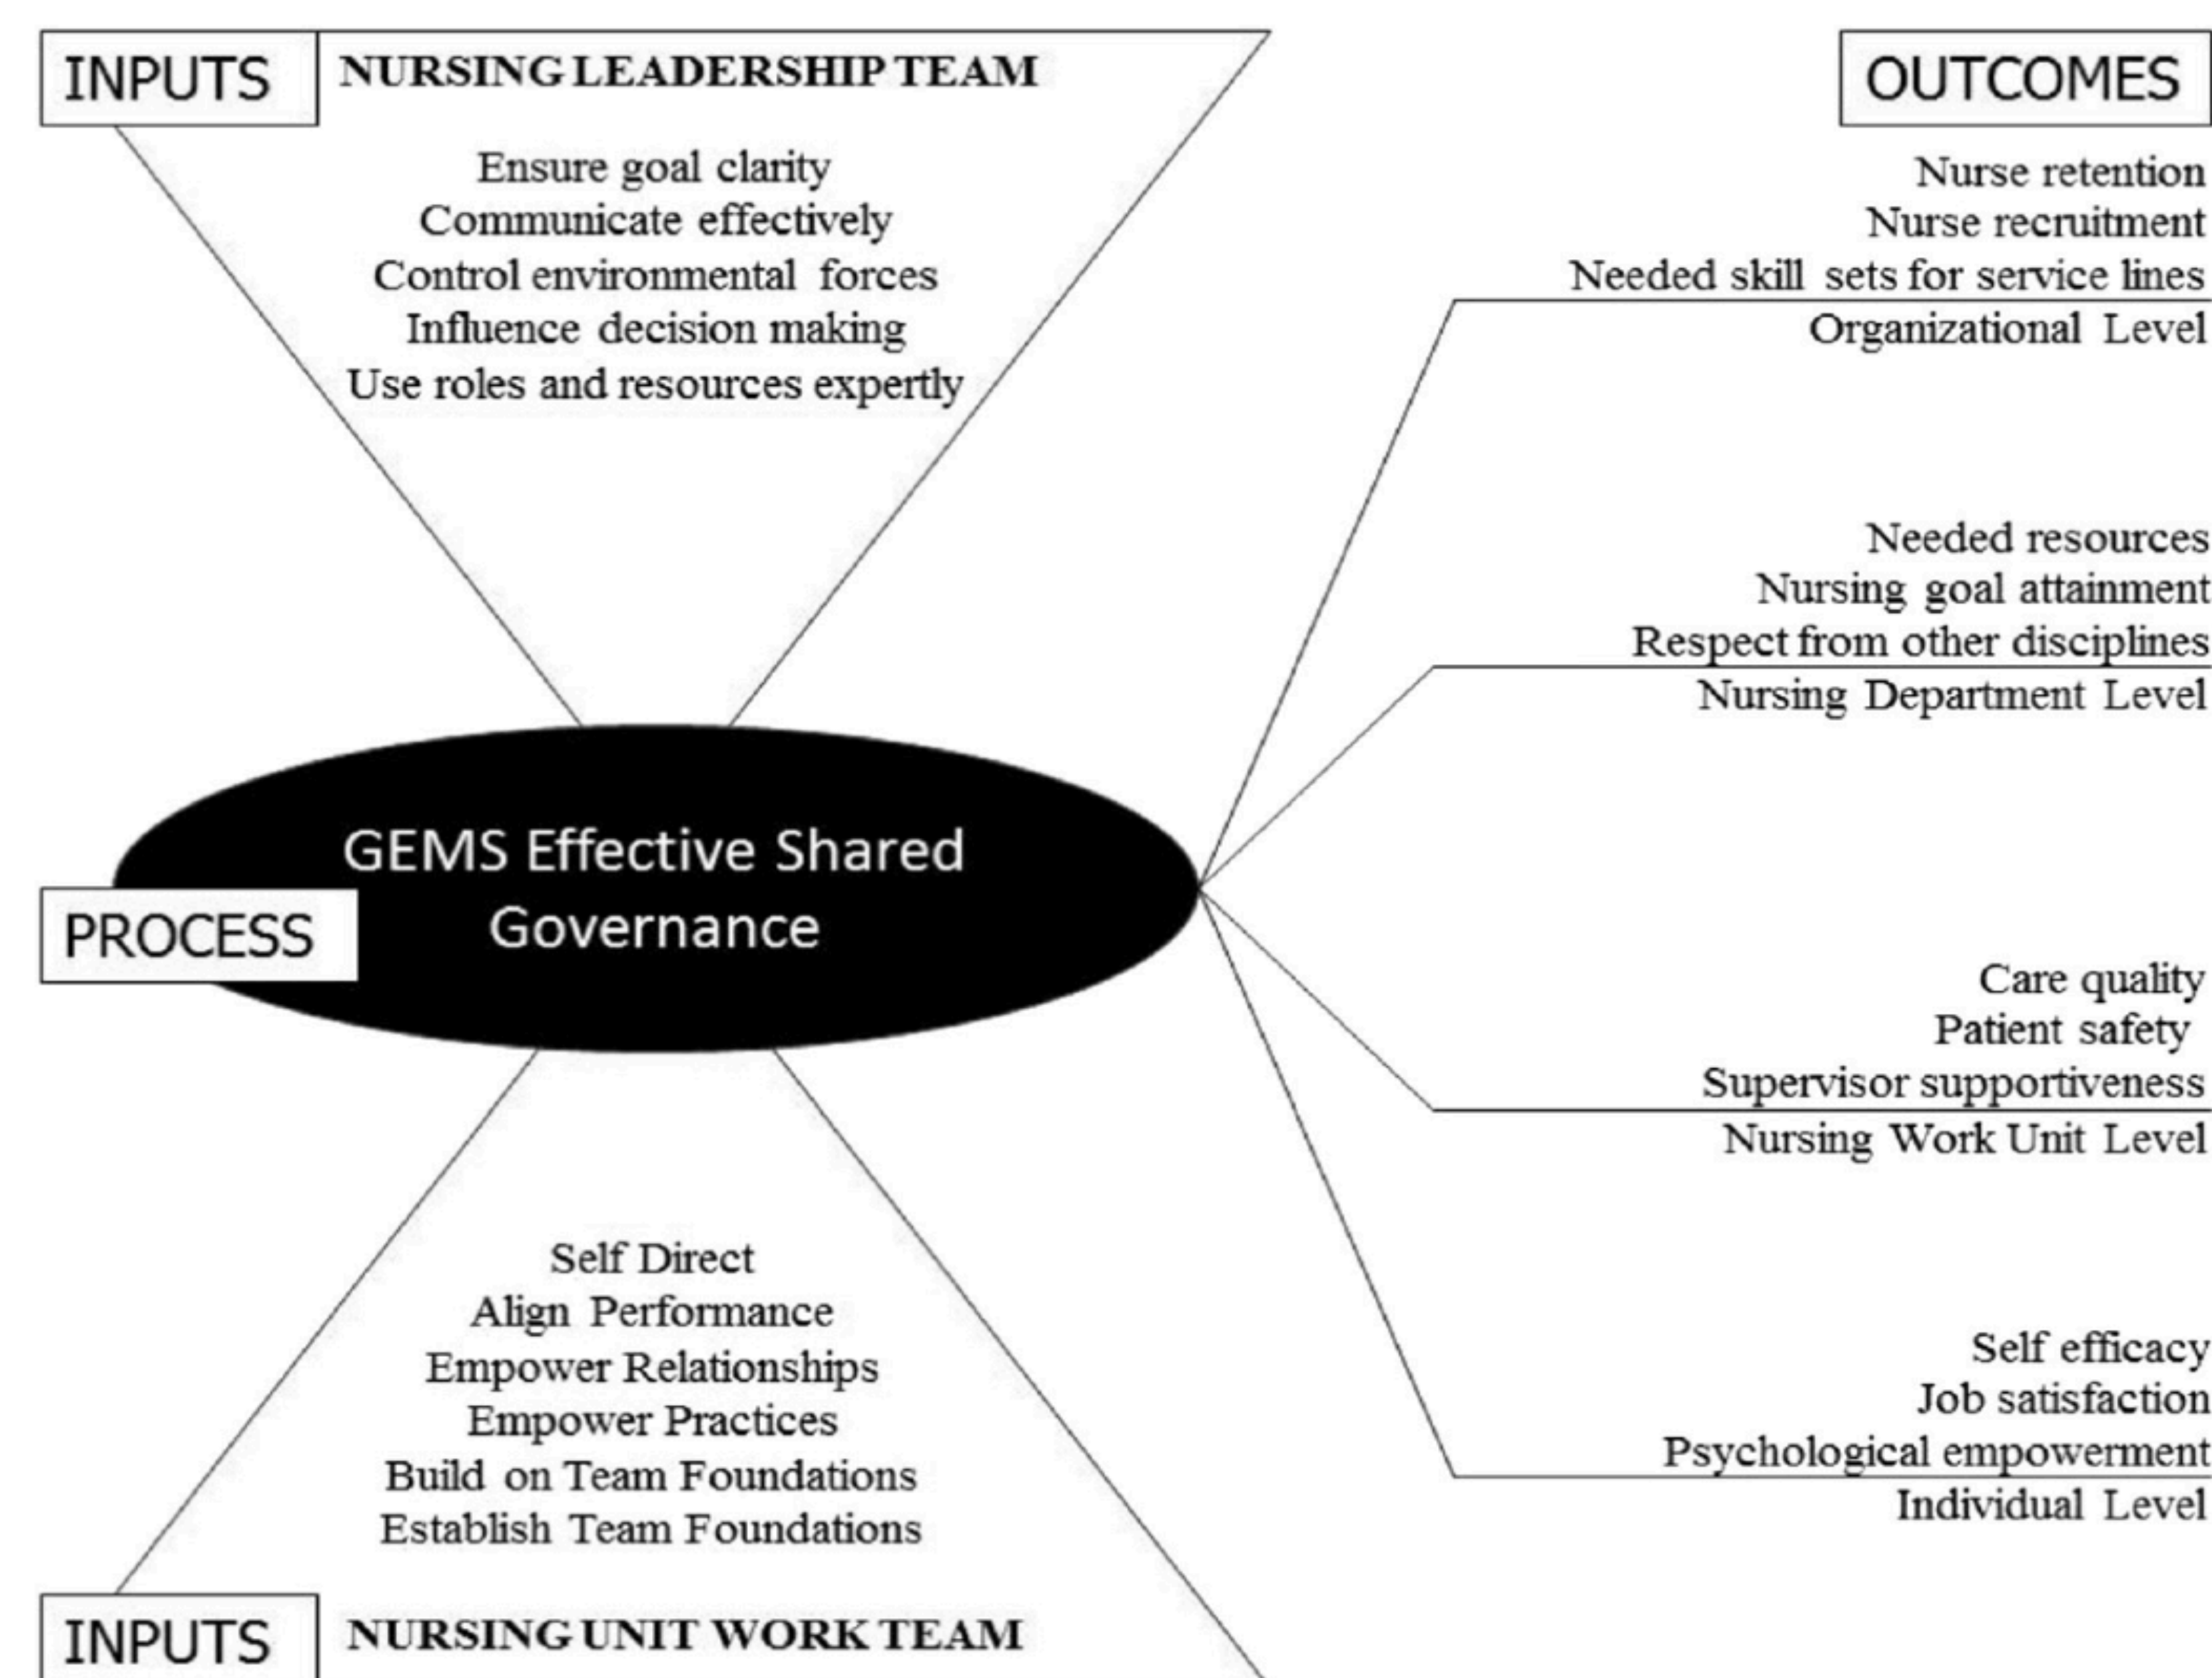 INPUTS
NURSING LEADERSHIP TEAM
Ensure goal clarity
Communicate effectively
Control environmental forces
Influence decision making
Use roles and resources expertly
OUTCOMES
Nurse retention
Nurse recruitment
Needed skill sets for service lines
Organizational Level
Needed resources
Nursing goal attainment
Respect from other disciplines
Nursing Department Level
GEMS Effective Shared
Governance
PROCESS
Care quality
Patient safety
Supervisor supportiveness
Nursing Work Unit Level
Self Direct
Align Performance
Empower Relationships
Empower Practices
Build on Team Foundations
Establish Team Foundations
Self efficacy
Job satisfaction
Psychological empowerment
Individual Level
INPUTS
NURSING UNIT WORK TEAM